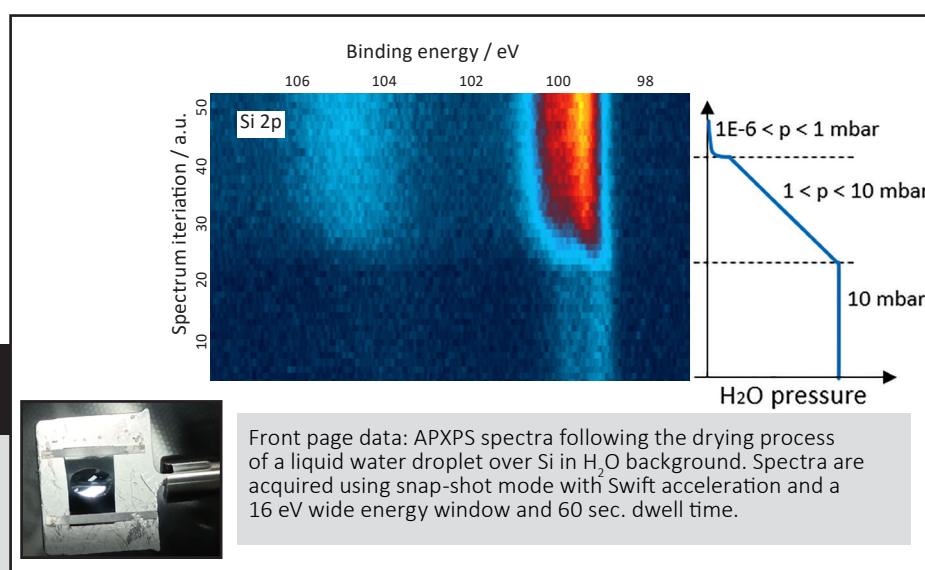 Binding energy / eV
106 104 102 100 98
Si 2p
Spectrum iteriation / a.u.
50
40
30
20
10
1E-6 < p < 1 mbar
1 < p < 10 mbar
10 mbar
H2O pressure
Front page data: APXPS spectra following the drying process
of a liquid water droplet over Si in H₂O background. Spectra are
acquired using snap-shot mode with Swift acceleration and a
16 eV wide energy window and 60 sec. dwell time.